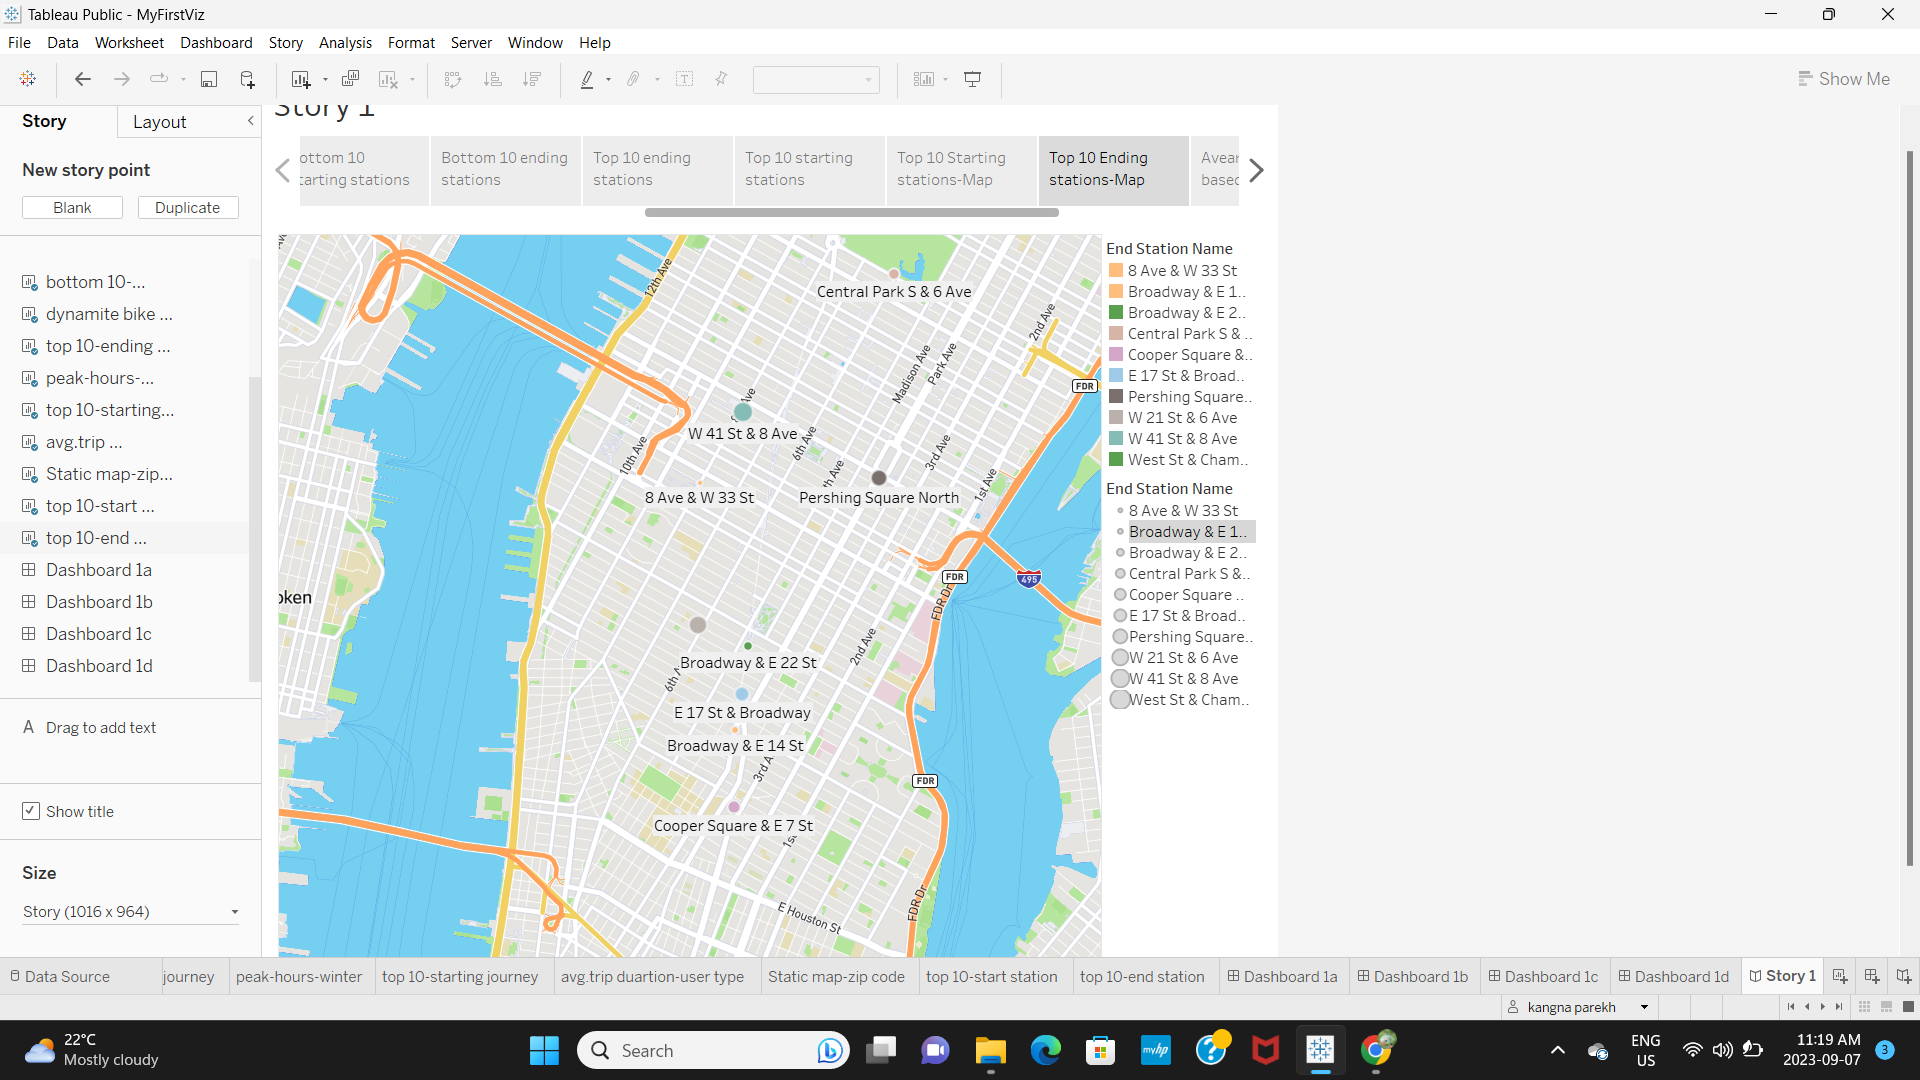 Tableau Public - MyFirstViz
File Data Worksheet Dashboard Story Analysis Format Server Window Help
Show Me
Story Layout
New story point
Blank Duplicate
bottom 10-...
dynamite bike ...
top 10-ending ...
peak-hours-...
top 10-starting...
avg.trip ...
Static map-zip...
top 10-start ...
top 10-end ...
Dashboard 1a
Dashboard 1b
Dashboard 1c
Dashboard 1d
A Drag to add text
Show title
Size
Story (1016 x 964)
Story 1
ottom 10
tarting stations
Bottom 10 ending
stations
Top 10 ending
stations
Top 10 starting
stations
Top 10 Starting
stations-Map
Top 10 Ending
stations-Map
Avear
based
12th Ave
Central Park S & 6 Ave
2nd Ave
Madison Ave
Park Ave
FDR
W 41 St & 8 Ave
10th Ave
6th Ave
3rd Ave
1st Ave
8 Ave & W 33 St
Pershing Square North
FDR
495
FDR Dr
oken
2nd Ave
Broadway & E 22 St
6th A
E 17 St & Broadway
Broadway & E 14 St
3rd A
FDR
Cooper Square & E 7 St
1st
FDR Dr
E Houston St
End Station Name
8 Ave & W 33 St
Broadway & E 1..
Broadway & E 2..
Central Park S & ..
Cooper Square &..
E 17 St & Broad..
Pershing Square..
W 21 St & 6 Ave
W 41 St & 8 Ave
West St & Cham..
End Station Name
8 Ave & W 33 St
Broadway & E 1..
Broadway & E 2..
Central Park S &..
Cooper Square ..
E 17 St & Broad..
Pershing Square..
W 21 St & 6 Ave
W 41 St & 8 Ave
West St & Cham..
Data Source journey peak-hours-winter top 10-starting journey avg.trip duartion-user type Static map-zip code top 10-start station top 10-end station Dashboard 1a Dashboard 1b Dashboard 1c Dashboard 1d Story 1
kangna parekh
22°C
Mostly cloudy
Search
myhp
ENG
US
11:19 AM
2023-09-07
3